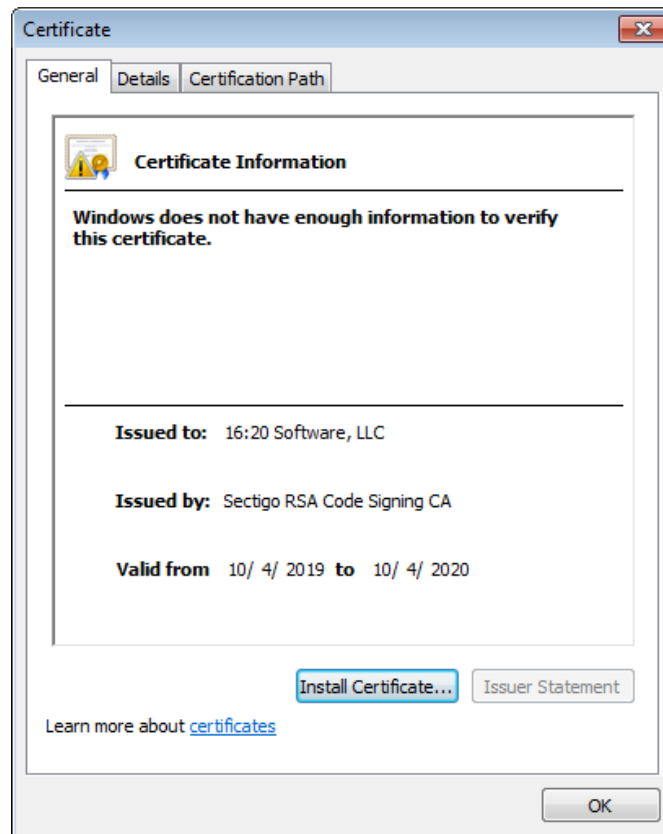 Certificate
General
Details
Certification Path
Certificate Information
Windows does not have enough information to verify
this certificate.
Issued to: 16:20 Software, LLC
Issued by: Sectigo RSA Code Signing CA
Valid from 10/ 4/ 2019 to 10/ 4/ 2020
Install Certificate...
Issuer Statement
Learn more about certificates
OK